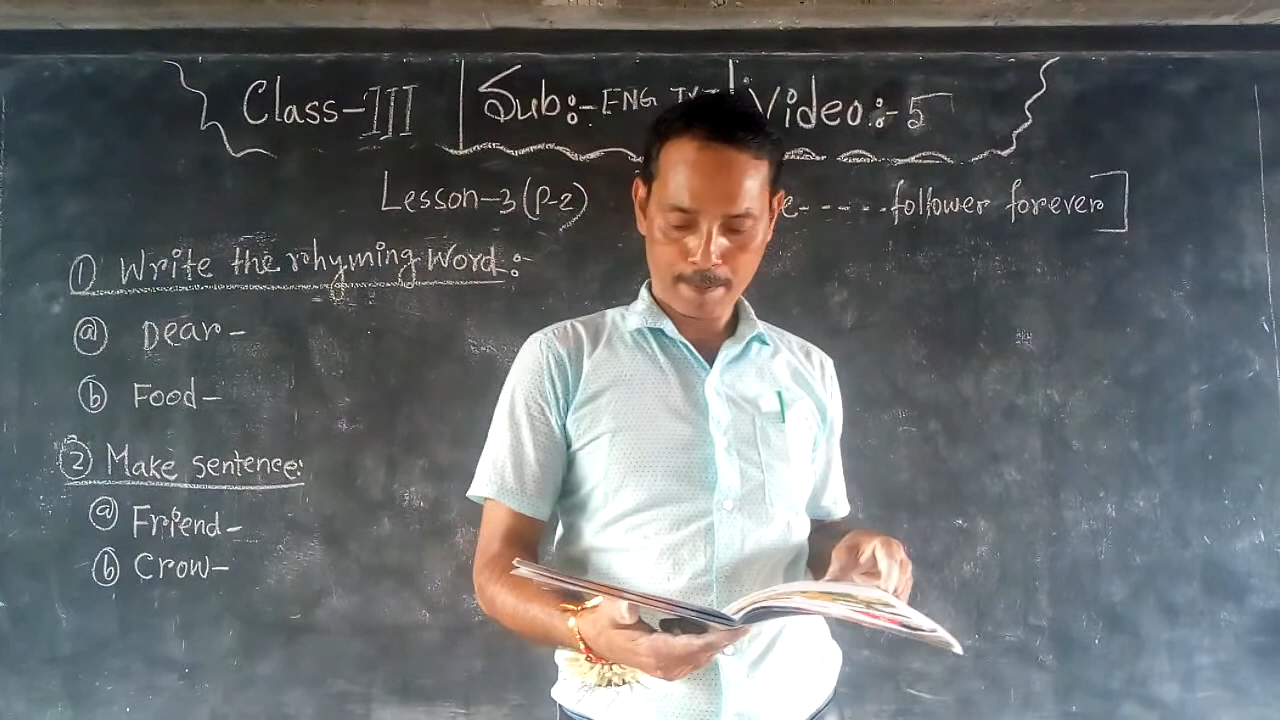 Class-III | Sub:- ENG | Video:- 5
Lesson-3 (P-2) - - - - - follower forever]
① Write the rhyming word:-
ⓐ Dear -
ⓑ Food -
② Make sentence:
ⓐ Friend -
ⓑ Crow -